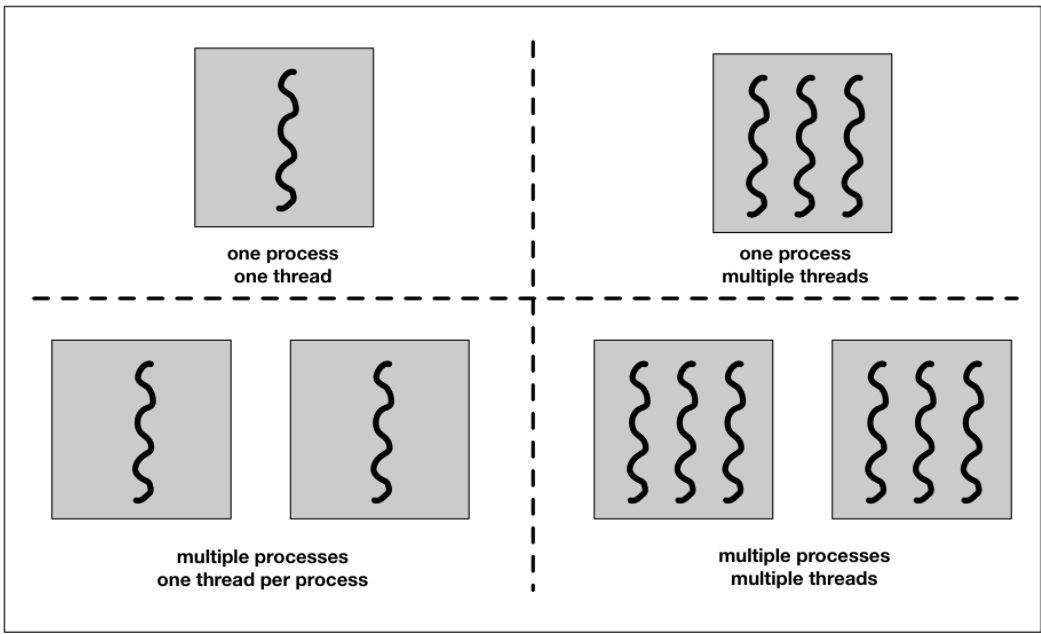 one process
one thread
one process
multiple threads
multiple processes
one thread per process
multiple processes
multiple threads